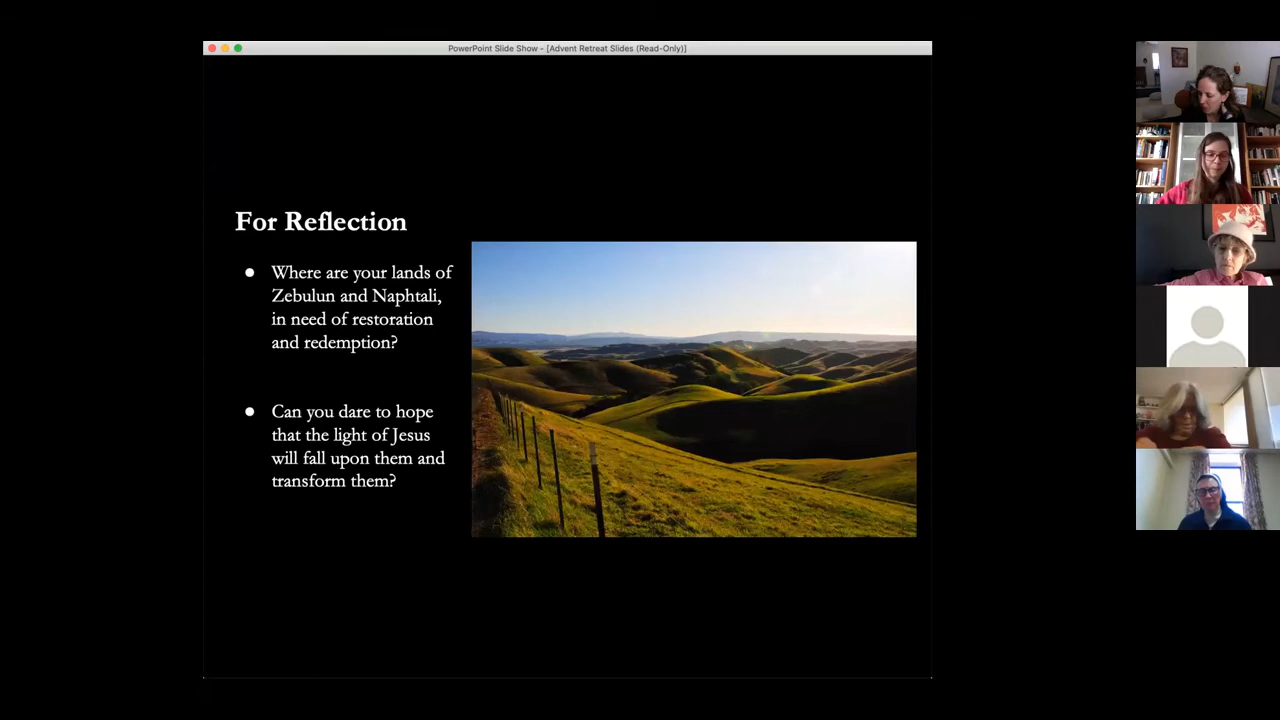 PowerPoint Slide Show - [Advent Retreat Slides (Read-Only)]
For Reflection
● Where are your lands of
Zebulun and Naphtali,
in need of restoration
and redemption?
● Can you dare to hope
that the light of Jesus
will fall upon them and
transform them?